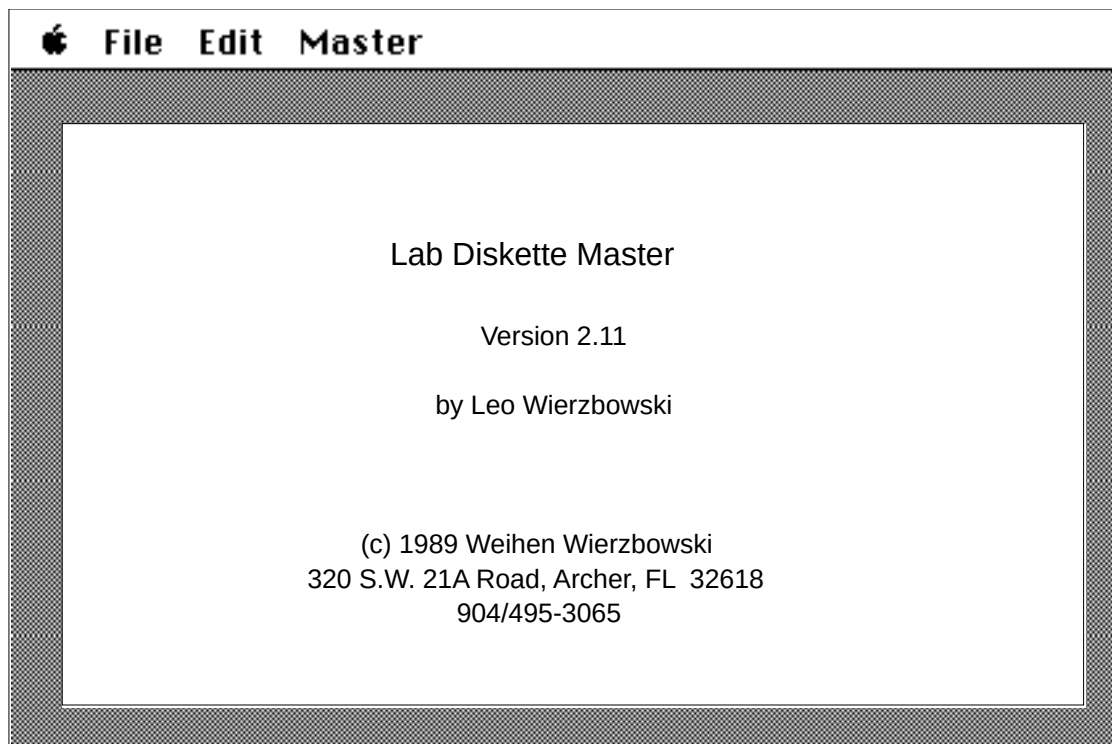 File Edit Master
Lab Diskette Master
Version 2.11
by Leo Wierzbowski
(c) 1989 Weihen Wierzbowski
320 S.W. 21A Road, Archer, FL  32618
904/495-3065